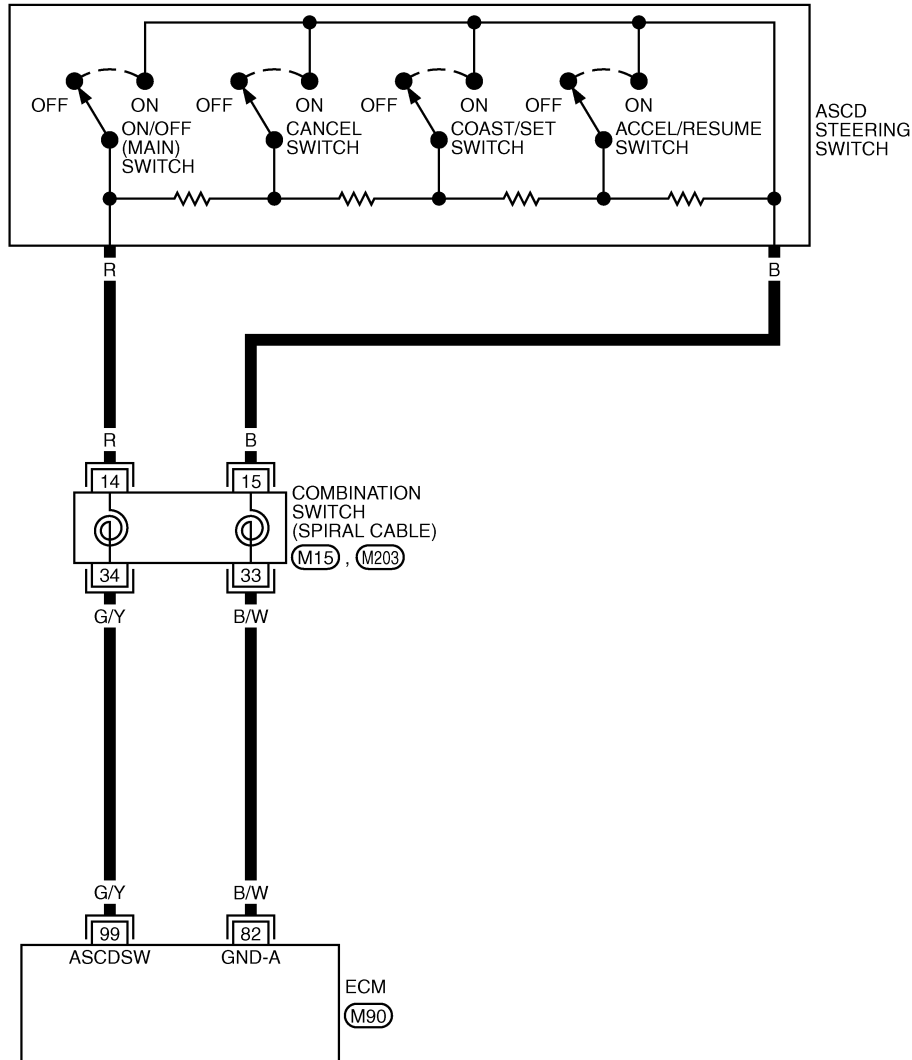 OFF ON OFF ON OFF ON OFF ON
ON/OFF
(MAIN)
SWITCH
CANCEL
SWITCH
COAST/SET
SWITCH
ACCEL/RESUME
SWITCH
ASCD
STEERING
SWITCH
R B
R B
14 15
COMBINATION
SWITCH
(SPIRAL CABLE)
M15 , M203
34 33
G/Y B/W
G/Y B/W
99 82
ASCDSW GND-A
ECM
M90